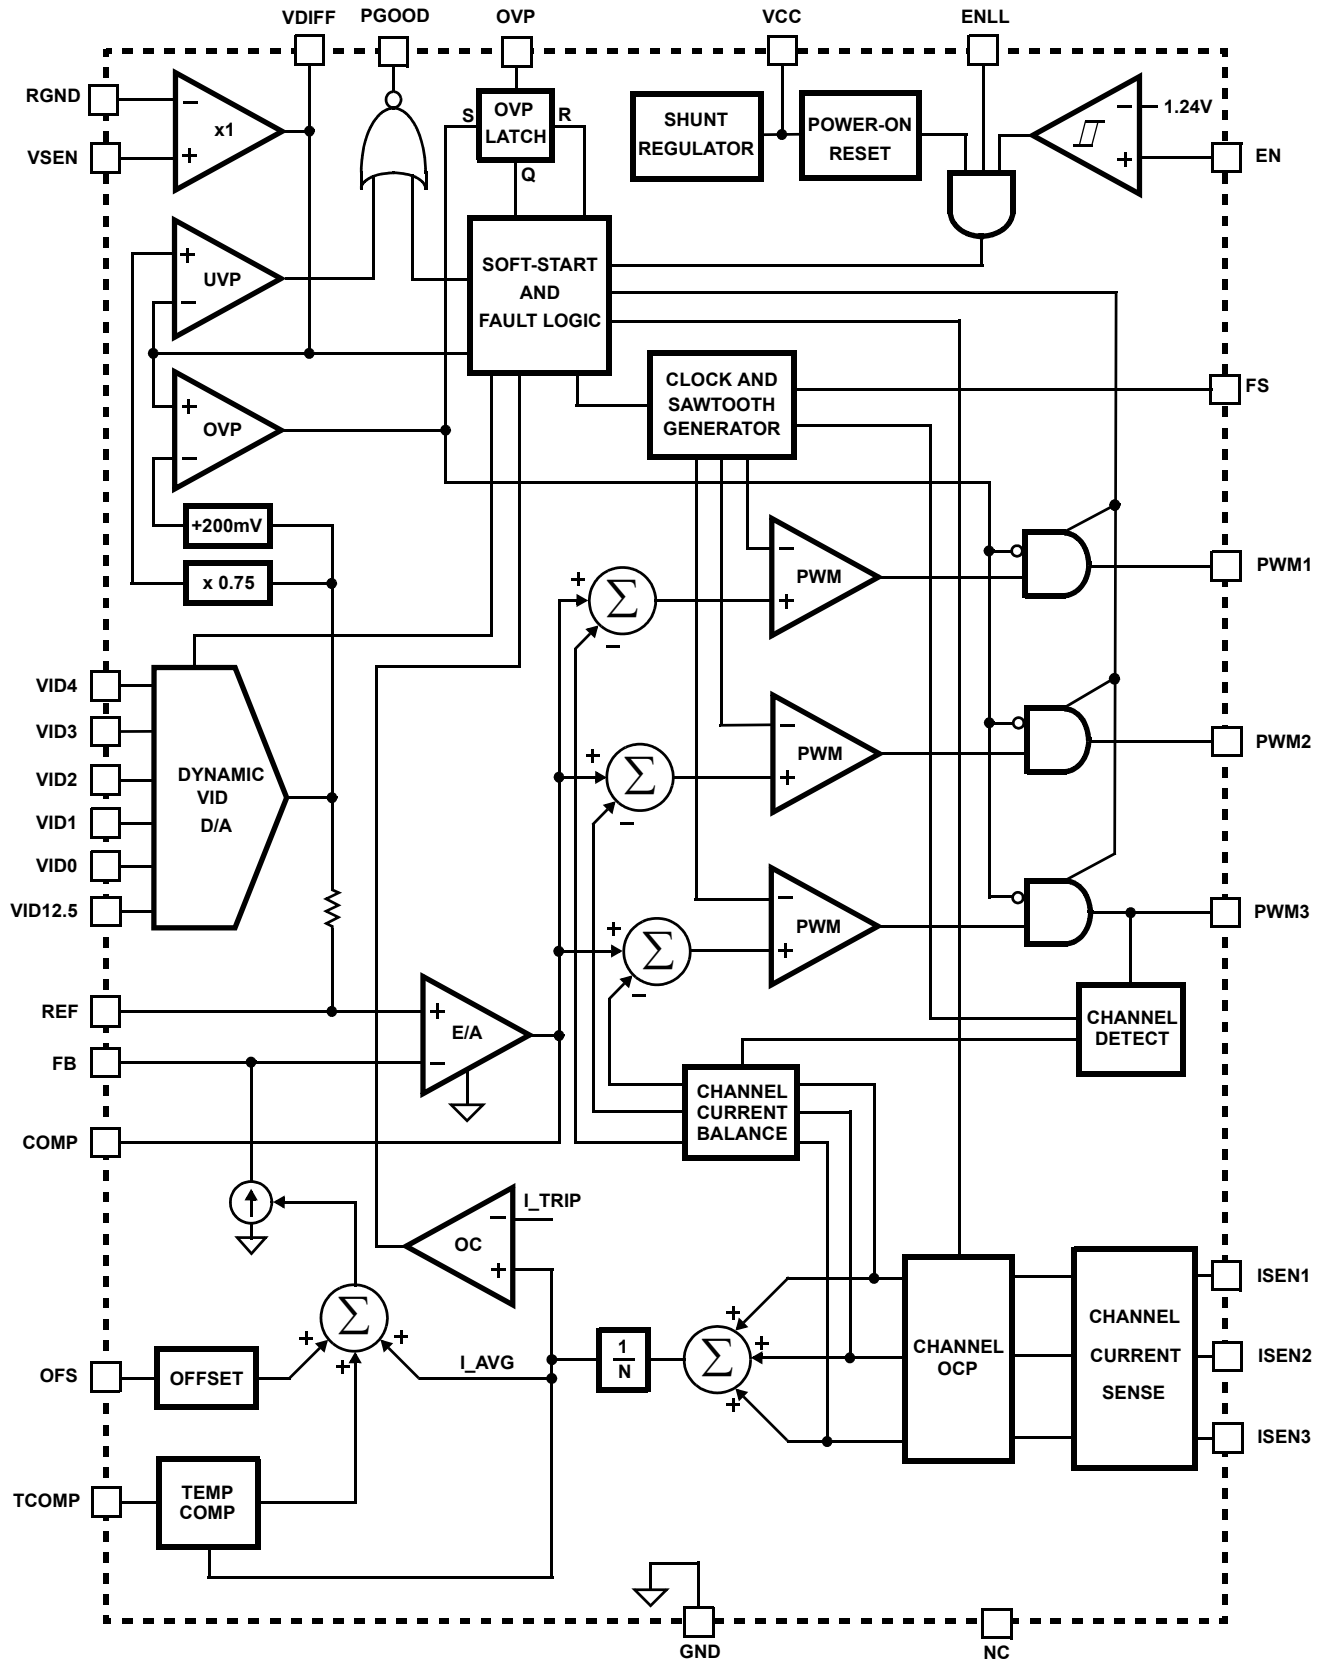 VDIFF
PGOOD
OVP
VCC
ENLL
RGND
VSEN
−
x1
+
S
OVP
LATCH
R
Q
SHUNT
REGULATOR
POWER-ON
RESET
−
1.24V
+
EN
+
UVP
−
SOFT-START
AND
FAULT LOGIC
+
OVP
−
CLOCK AND
SAWTOOTH
GENERATOR
FS
+200mV
x 0.75
+
Σ
−
−
PWM
+
PWM1
VID4
VID3
VID2
VID1
VID0
VID12.5
DYNAMIC
VID
D/A
+
Σ
−
−
PWM
+
PWM2
+
Σ
−
−
PWM
+
PWM3
REF
FB
COMP
+
E/A
−
CHANNEL
DETECT
CHANNEL
CURRENT
BALANCE
I_TRIP
−
OC
+
Σ
+
+
+
I_AVG
OFS
OFFSET
TCOMP
TEMP
COMP
1
N
Σ
+
+
+
CHANNEL
OCP
CHANNEL
CURRENT
SENSE
ISEN1
ISEN2
ISEN3
GND
NC